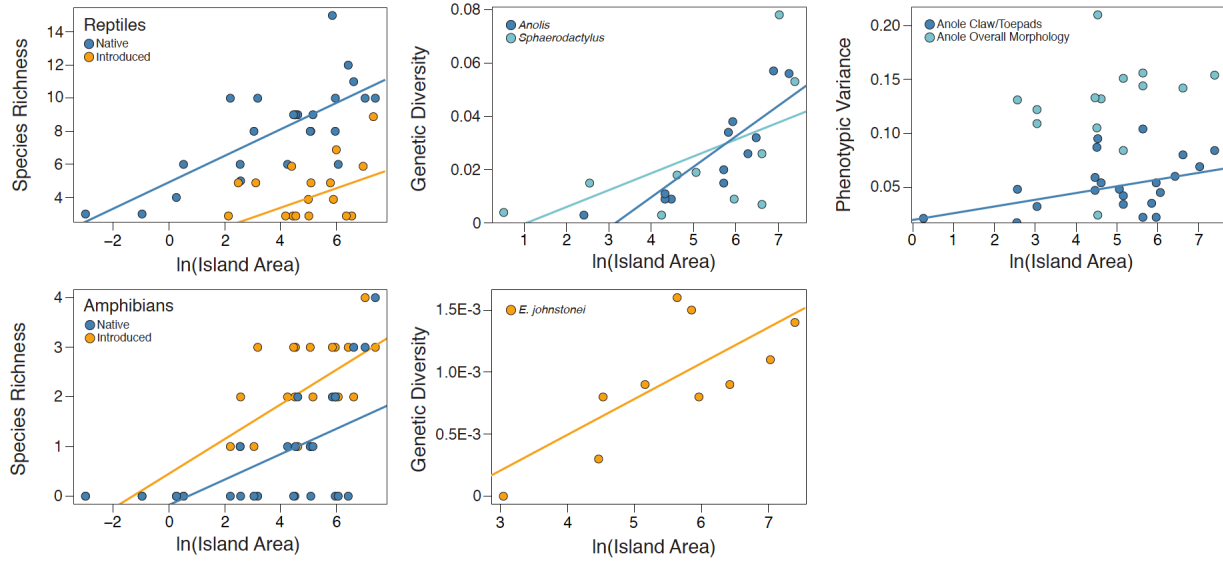 Reptiles
Native
Introduced
Species Richness
14
12
10
8
6
4
−2 0 2 4 6
ln(Island Area)
Anolis
Sphaerodactylus
Genetic Diversity
0.08
0.06
0.04
0.02
0
1 2 3 4 5 6 7
ln(Island Area)
Anole Claw/Toepads
Anole Overall Morphology
Phenotypic Variance
0.20
0.15
0.10
0.05
0 1 2 3 4 5 6 7
ln(Island Area)
Amphibians
Native
Introduced
Species Richness
4
3
2
1
0
−2 0 2 4 6
ln(Island Area)
E. johnstonei
Genetic Diversity
1.5E-3
1.0E-3
0.5E-3
0
3 4 5 6 7
ln(Island Area)